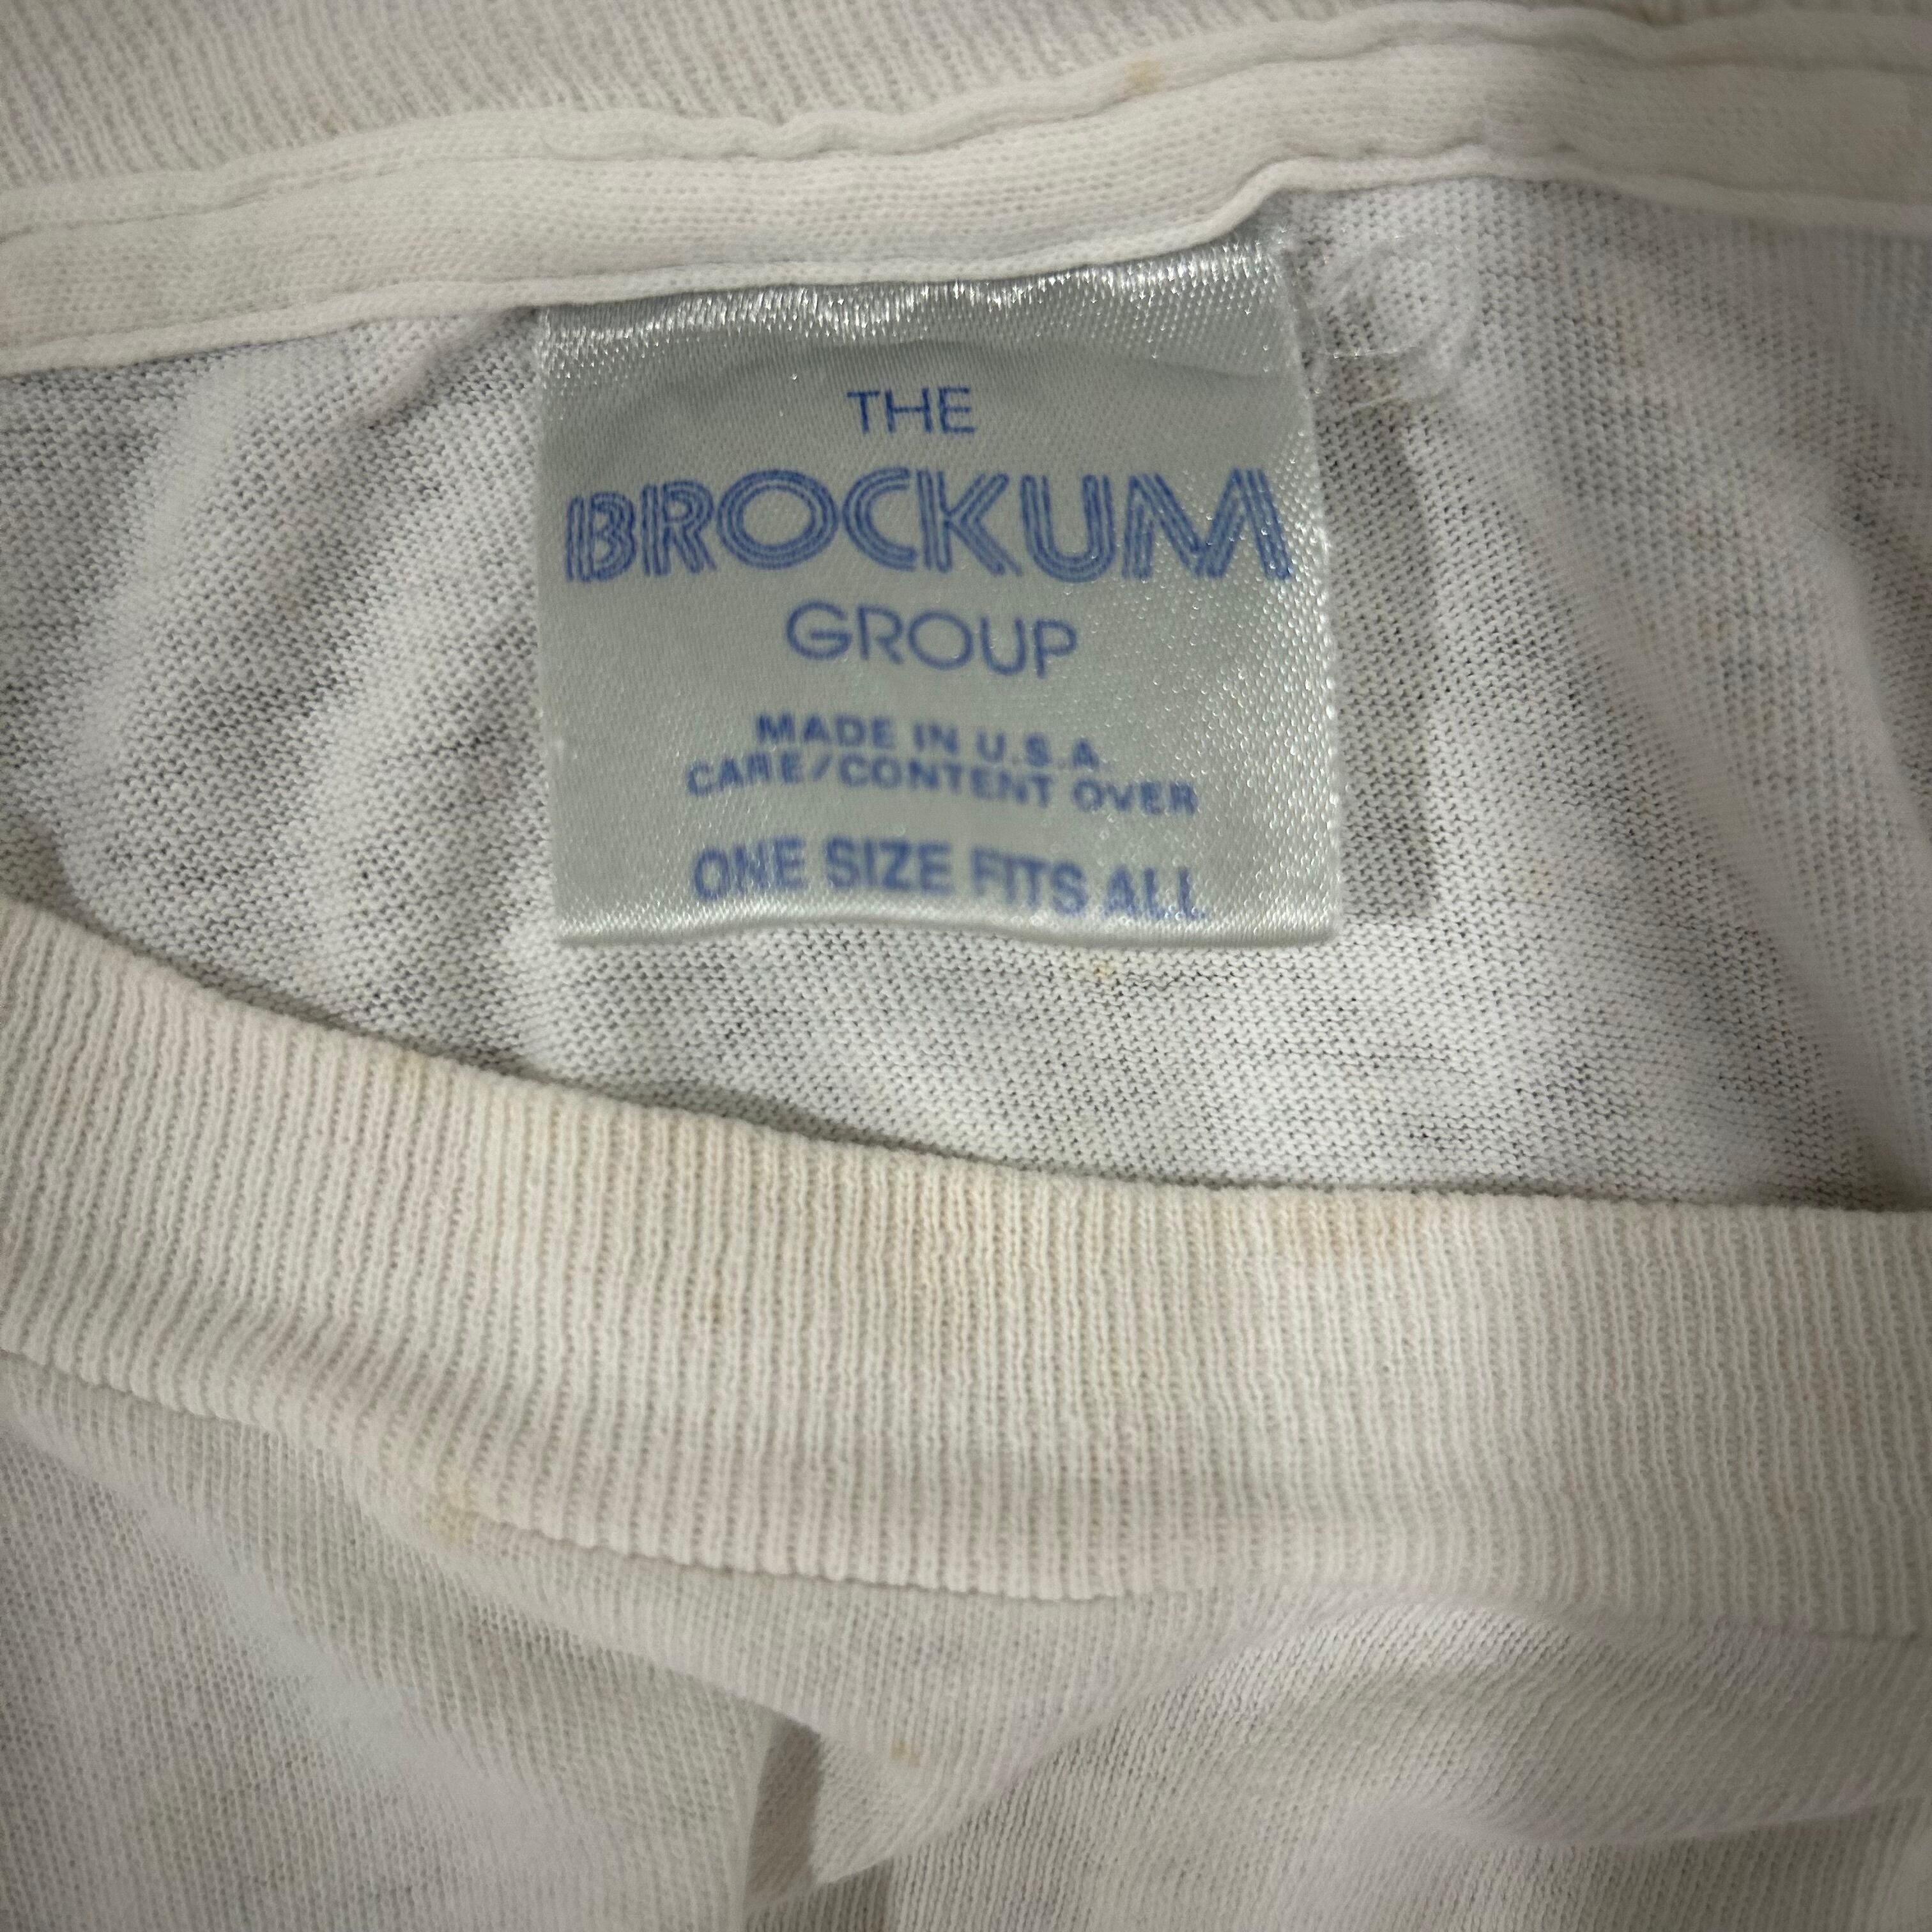 THE
BROCKUM
GROUP
MADE IN U.S.A.
CARE/CONTENT OVER
ONE SIZE FITS ALL